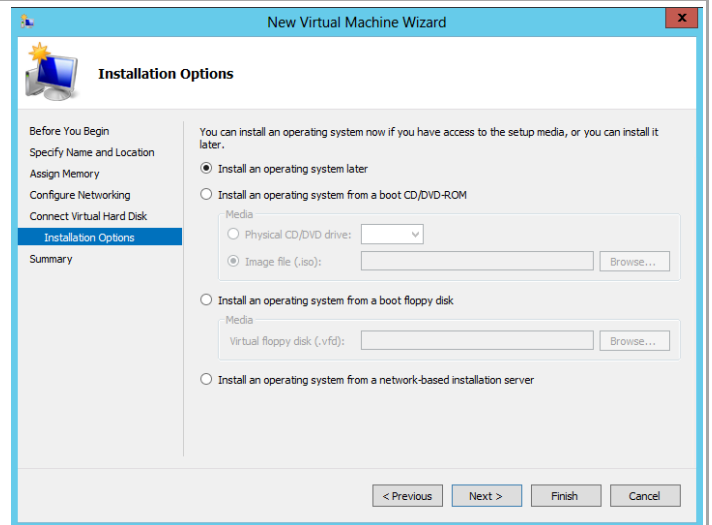 New Virtual Machine Wizard
x
Installation Options
Before You Begin
Specify Name and Location
Assign Memory
Configure Networking
Connect Virtual Hard Disk
Installation Options
Summary
You can install an operating system now if you have access to the setup media, or you can install it
later.
Install an operating system later
Install an operating system from a boot CD/DVD-ROM
Media
Physical CD/DVD drive:
Image file (.iso):
Browse...
Install an operating system from a boot floppy disk
Media
Virtual floppy disk (.vfd):
Browse...
Install an operating system from a network-based installation server
< Previous
Next >
Finish
Cancel